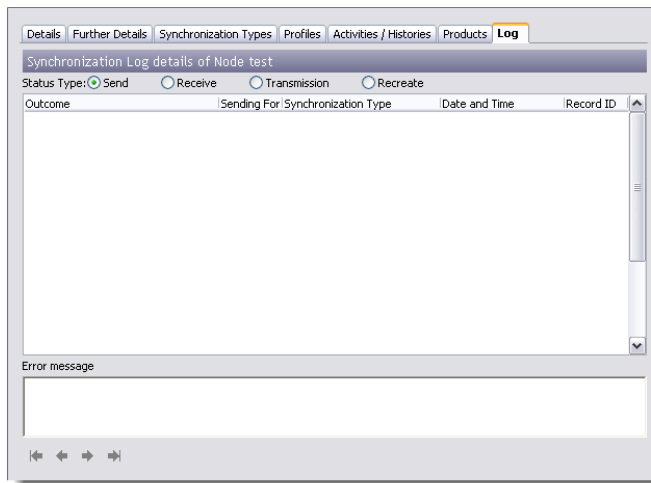 Details Further Details Synchronization Types Profiles Activities / Histories Products Log
Synchronization Log details of Node test
Status Type: Send Receive Transmission Recreate
Outcome Sending For Synchronization Type Date and Time Record ID
Error message